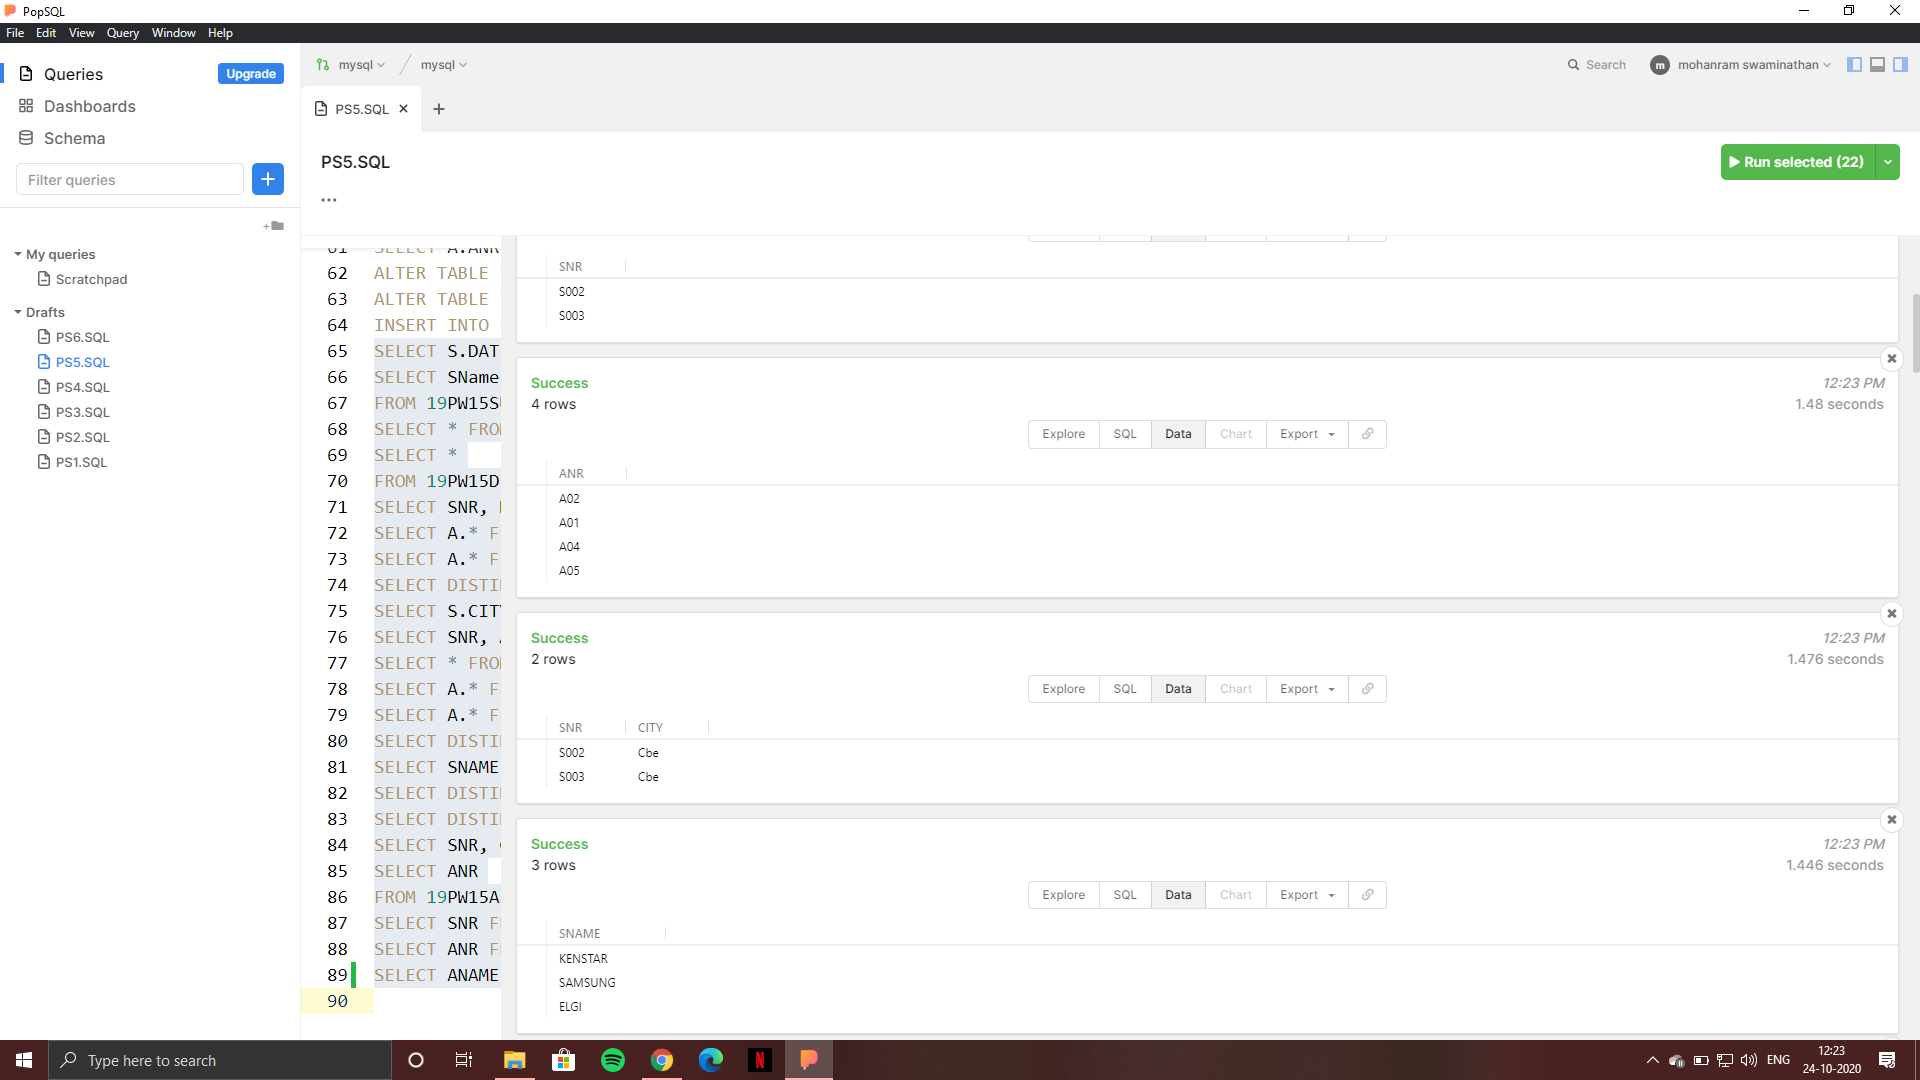 PopSQL
File Edit View Query Window Help
Queries
Upgrade
Dashboards
Schema
Filter queries
My queries
Scratchpad
Drafts
PS6.SQL
PS5.SQL
PS4.SQL
PS3.SQL
PS2.SQL
PS1.SQL
mysql / mysql
Search
m mohanram swaminathan
PS5.SQL
PS5.SQL
...
Run selected (22)
61 SELECT A.ANR
62 ALTER TABLE
63 ALTER TABLE
64 INSERT INTO
65 SELECT S.DAT
66 SELECT SName
67 FROM 19PW15S
68 SELECT * FRO
69 SELECT *
70 FROM 19PW15D
71 SELECT SNR,
72 SELECT A.* F
73 SELECT A.* F
74 SELECT DISTI
75 SELECT S.CIT
76 SELECT SNR,
77 SELECT * FRO
78 SELECT A.* F
79 SELECT A.* F
80 SELECT DISTI
81 SELECT SNAME
82 SELECT DISTI
83 SELECT DISTI
84 SELECT SNR,
85 SELECT ANR
86 FROM 19PW15A
87 SELECT SNR F
88 SELECT ANR F
89 SELECT ANAME
90
SNR
S002
S003
Success
12:23 PM
4 rows
1.48 seconds
Explore SQL Data Chart Export
ANR
A02
A01
A04
A05
Success
12:23 PM
2 rows
1.476 seconds
Explore SQL Data Chart Export
SNR CITY
S002 Cbe
S003 Cbe
Success
12:23 PM
3 rows
1.446 seconds
Explore SQL Data Chart Export
SNAME
KENSTAR
SAMSUNG
ELGI
Type here to search
N
ENG
12:23
24-10-2020